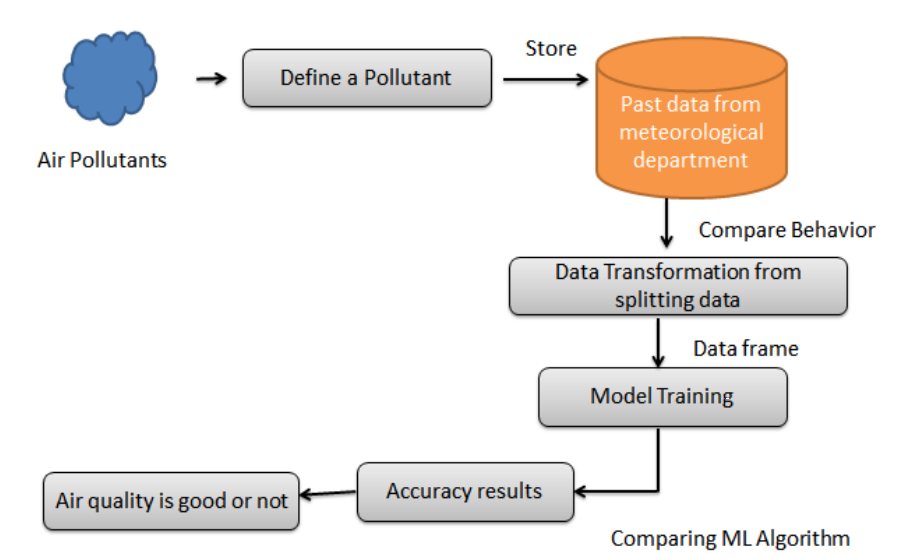 Store
Define a Pollutant
Past data from
meteorological
department
Air Pollutants
Compare Behavior
Data Transformation from
splitting data
Data frame
Model Training
Accuracy results
Air quality is good or not
Comparing ML Algorithm